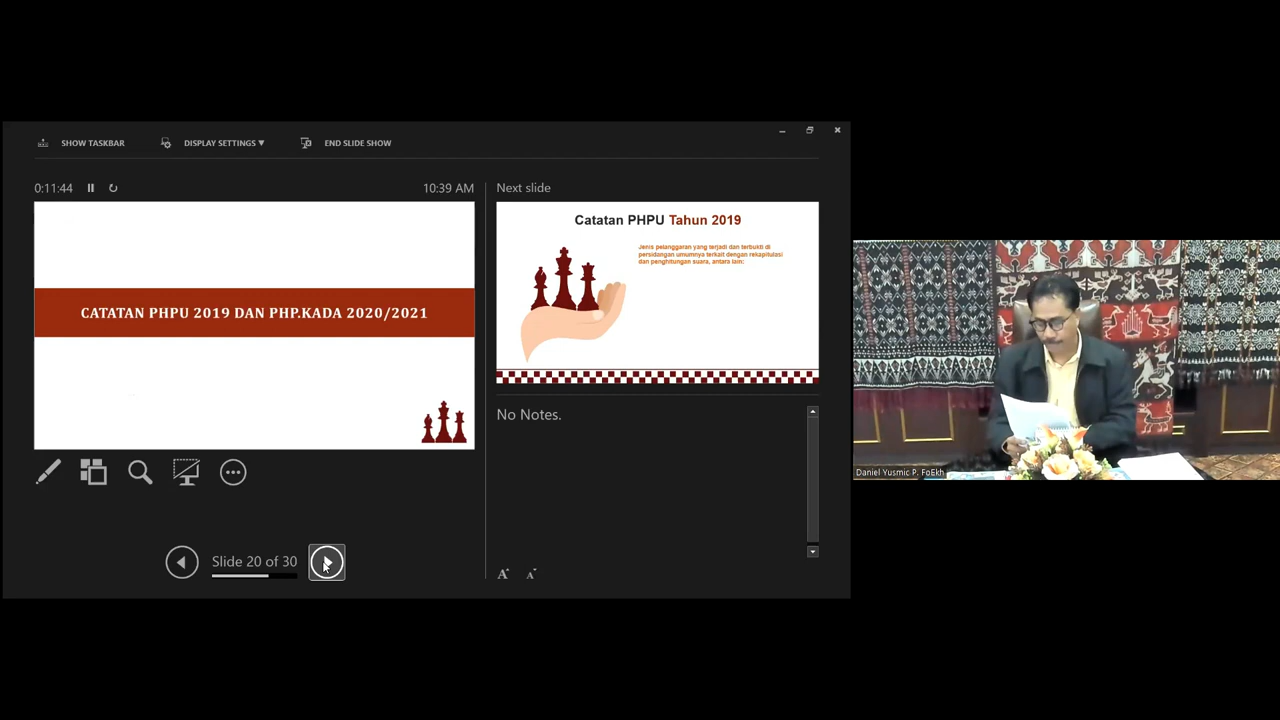 SHOW TASKBAR
DISPLAY SETTINGS ▾
END SLIDE SHOW
0:11:44
10:39 AM
CATATAN PHPU 2019 DAN PHP.KADA 2020/2021
Slide 20 of 30
Next slide
Catatan PHPU Tahun 2019
Jenis pelanggaran yang terjadi dan terbukti di
persidangan umumnya terkait dengan rekapitulasi
dan penghitungan suara, antara lain:
No Notes.
A A
Daniel Yusmic P. FoEkh